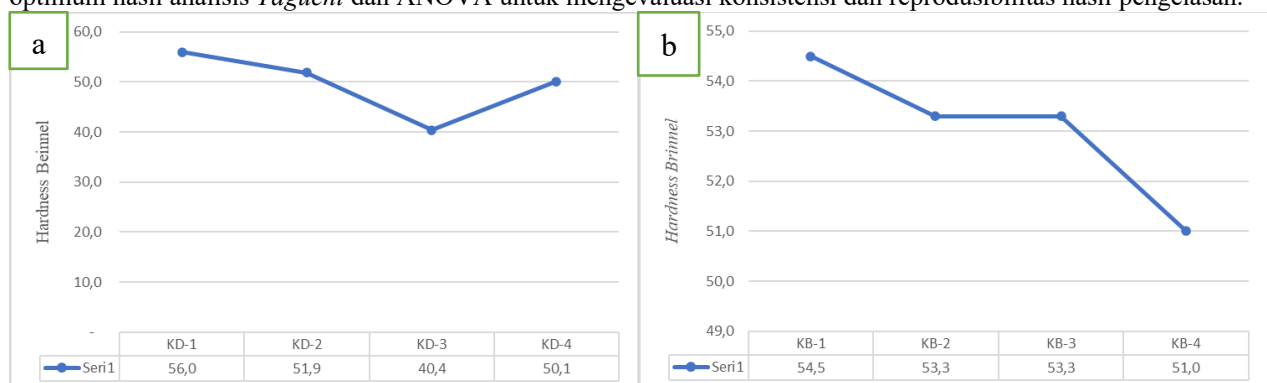 optimum hasil analisis Taguchi dan ANOVA untuk mengevaluasi konsistensi dan reprodusibilitas hasil pengelasan.
a
60,0
50,0
40,0
30,0
20,0
10,0
-
Hardness Beinnel
KD-1 KD-2 KD-3 KD-4
Seri1 56,0 51,9 40,4 50,1
b
55,0
54,0
53,0
52,0
51,0
50,0
49,0
Hardness Brinnel
KB-1 KB-2 KB-3 KB-4
Seri1 54,5 53,3 53,3 51,0